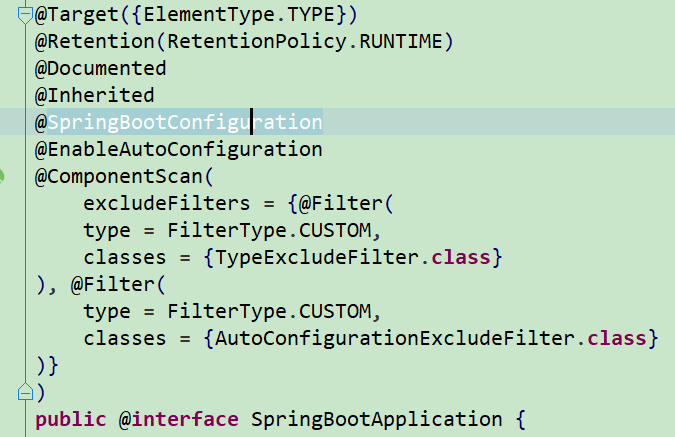 @Target({ElementType.TYPE})
@Retention(RetentionPolicy.RUNTIME)
@Documented
@Inherited
@SpringBootConfiguration
@EnableAutoConfiguration
@ComponentScan(
    excludeFilters = {@Filter(
    type = FilterType.CUSTOM,
    classes = {TypeExcludeFilter.class}
), @Filter(
    type = FilterType.CUSTOM,
    classes = {AutoConfigurationExcludeFilter.class}
)}
)
public @interface SpringBootApplication {